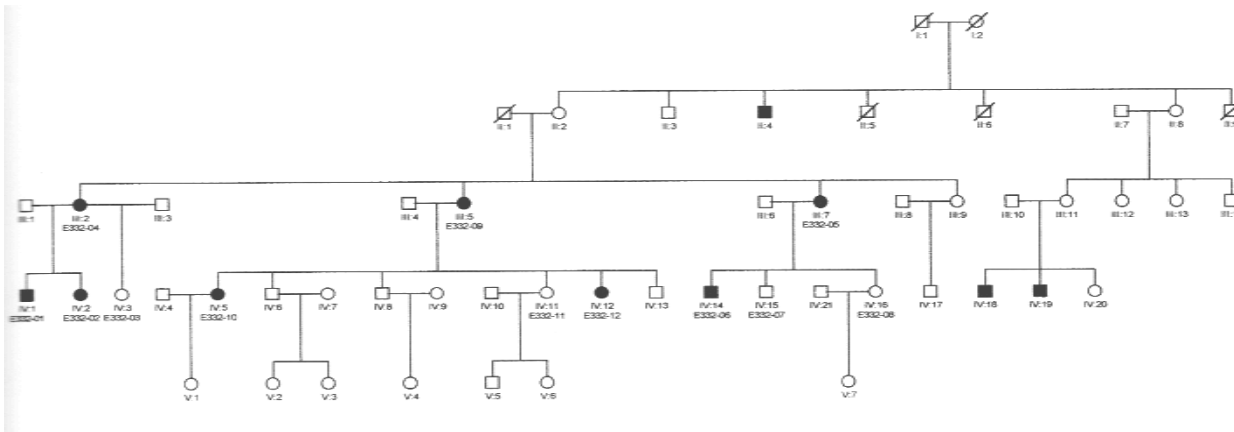 I:1 I:2
II:1 II:2 II:3 II:4 II:5 II:6 II:7 II:8
III:1 III:2 III:3 III:4 III:5 III:6 III:7 III:8 III:9 III:10 III:11 III:12 III:13
E332-04 E332-09 E332-05
IV:1 IV:2 IV:3 IV:4 IV:5 IV:6 IV:7 IV:8 IV:9 IV:10 IV:11 IV:12 IV:13 IV:14 IV:15 IV:21 IV:16 IV:17 IV:18 IV:19 IV:20
E332-01 E332-02 E332-03 E332-10 E332-11 E332-12 E332-06 E332-07 E332-08
V:1 V:2 V:3 V:4 V:5 V:6 V:7